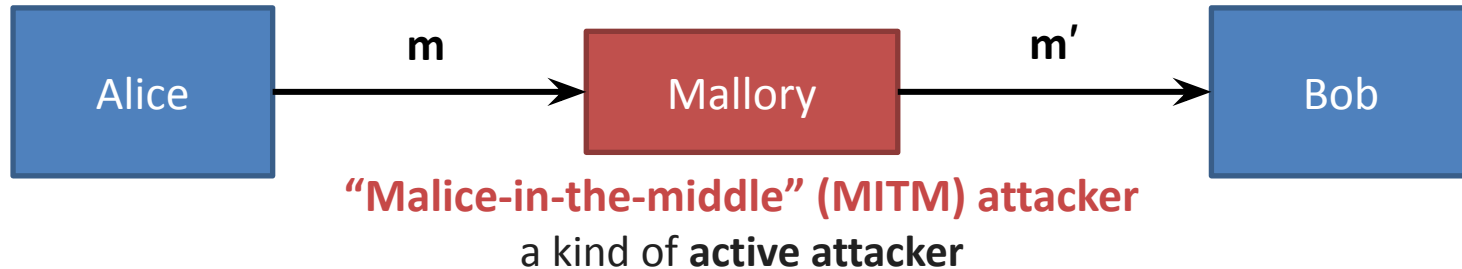 m
m′
Alice
Mallory
Bob
“Malice-in-the-middle” (MITM) attacker
a kind of active attacker